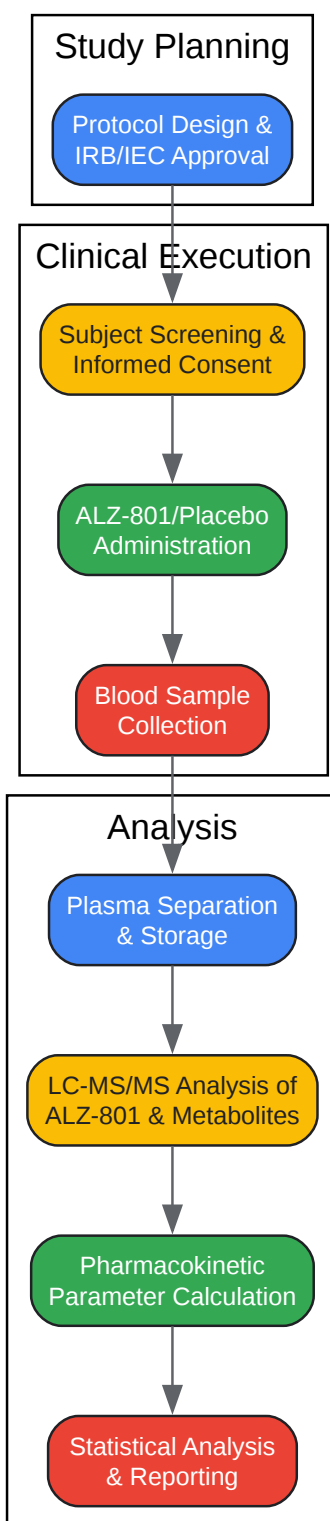 Study Planning
Protocol Design &
IRB/IEC Approval
Clinical Execution
Subject Screening &
Informed Consent
ALZ-801/Placebo
Administration
Blood Sample
Collection
Analysis
Plasma Separation
& Storage
LC-MS/MS Analysis of
ALZ-801 & Metabolites
Pharmacokinetic
Parameter Calculation
Statistical Analysis
& Reporting